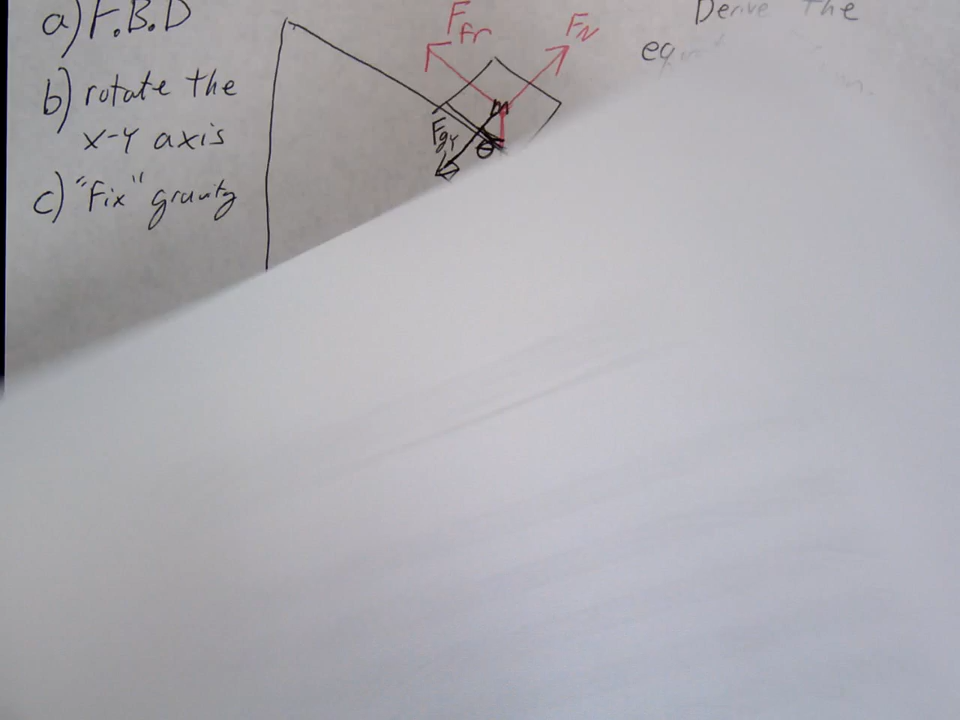 a) F.B.D
b) rotate the
x-y axis
c) "Fix" gravity
Ffr
FN
m
Fgy
θ
Derive the